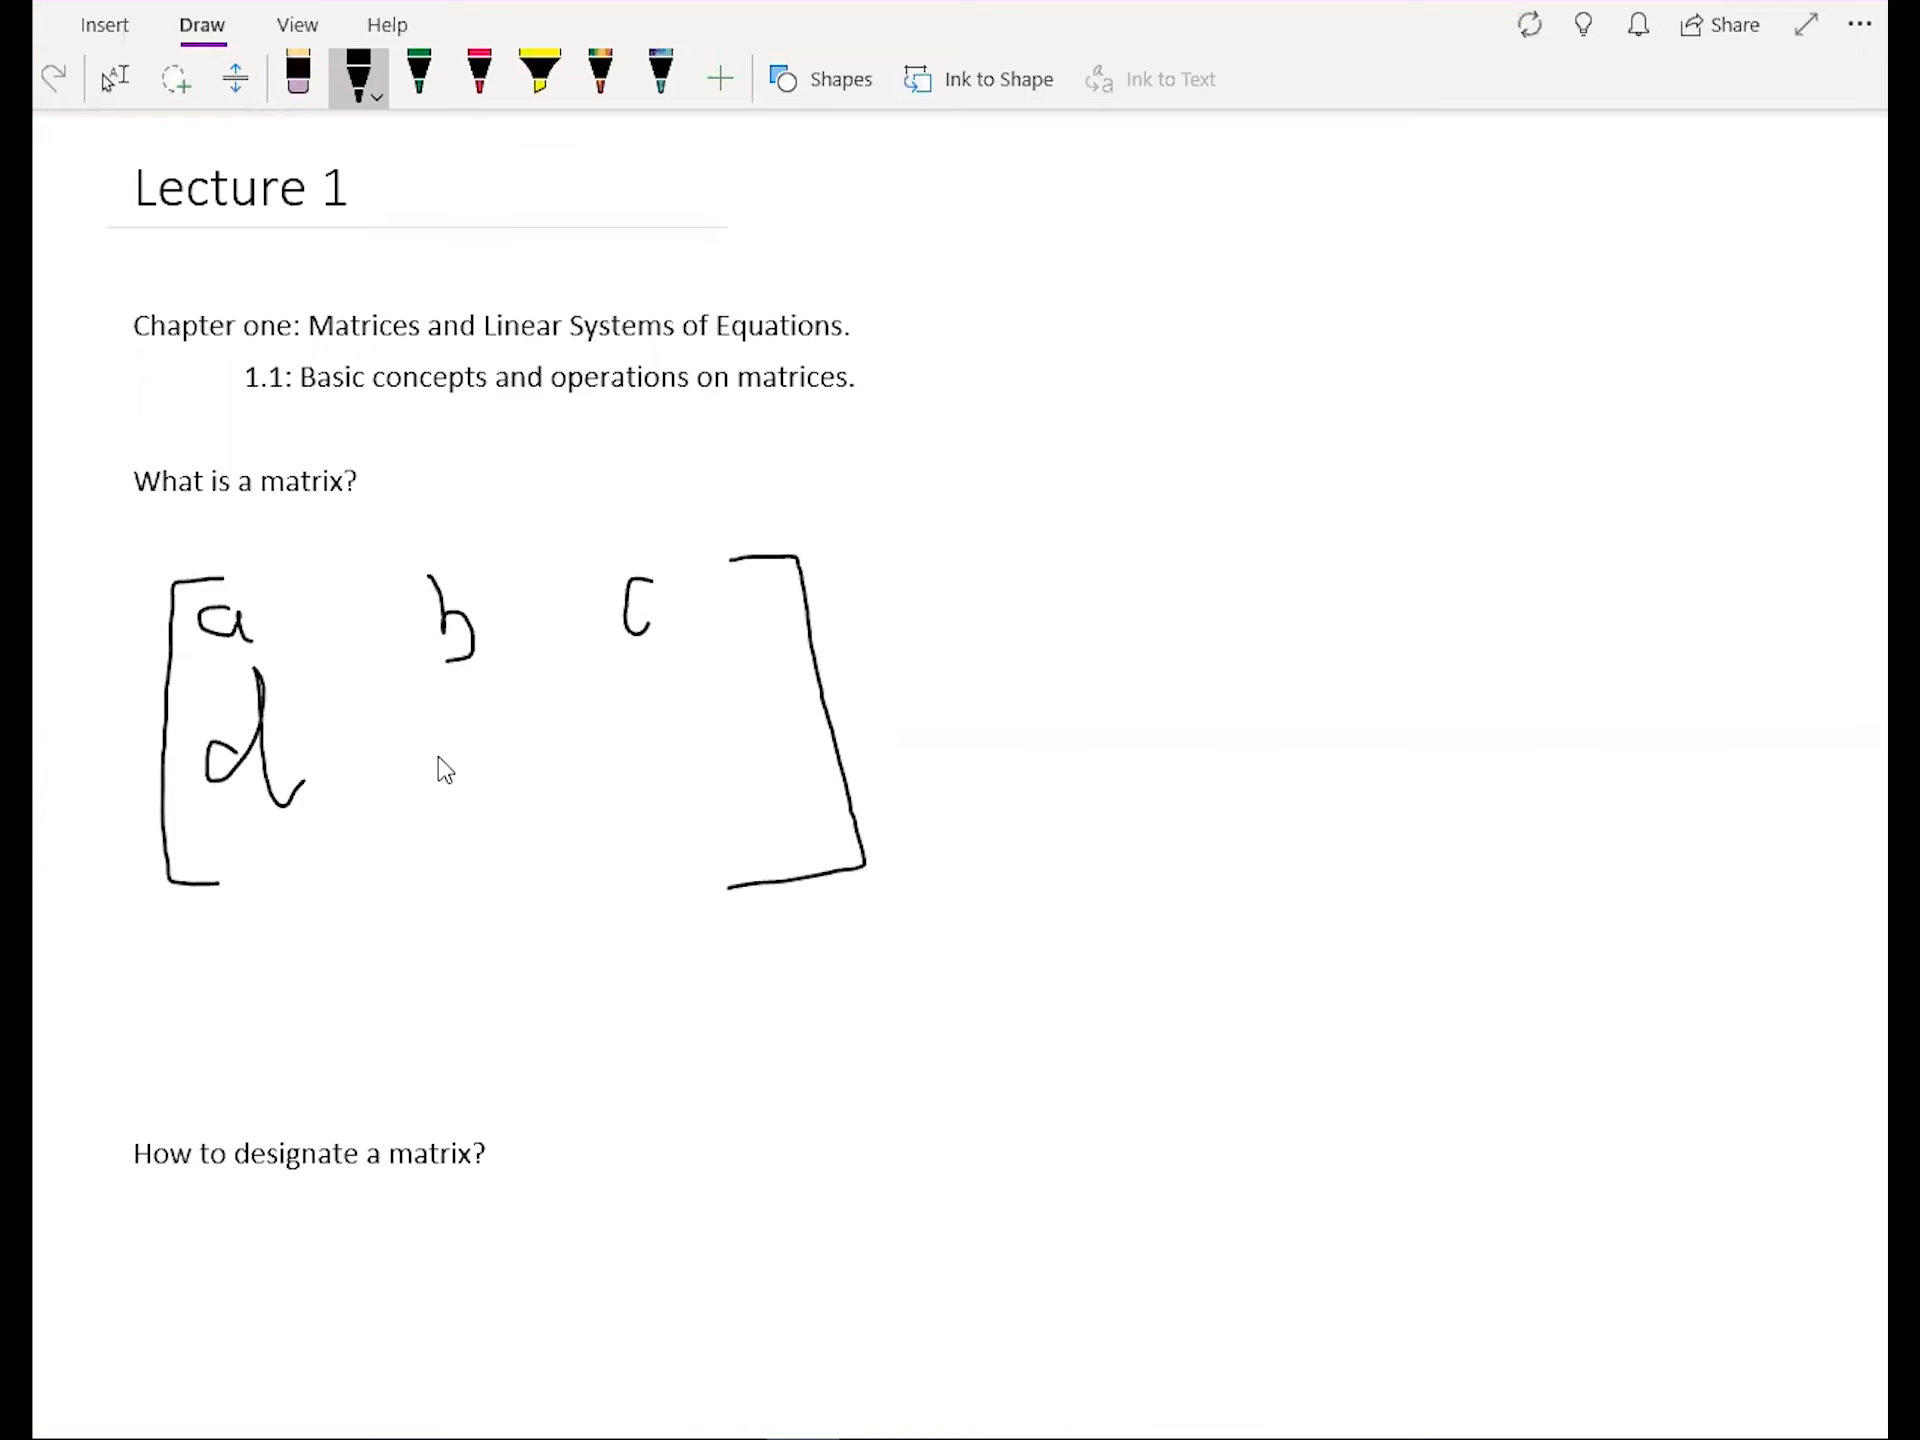 Insert Draw View Help Share
Shapes Ink to Shape Ink to Text
Lecture 1
Chapter one: Matrices and Linear Systems of Equations.
1.1: Basic concepts and operations on matrices.
What is a matrix?
[ a b c ]
d
How to designate a matrix?